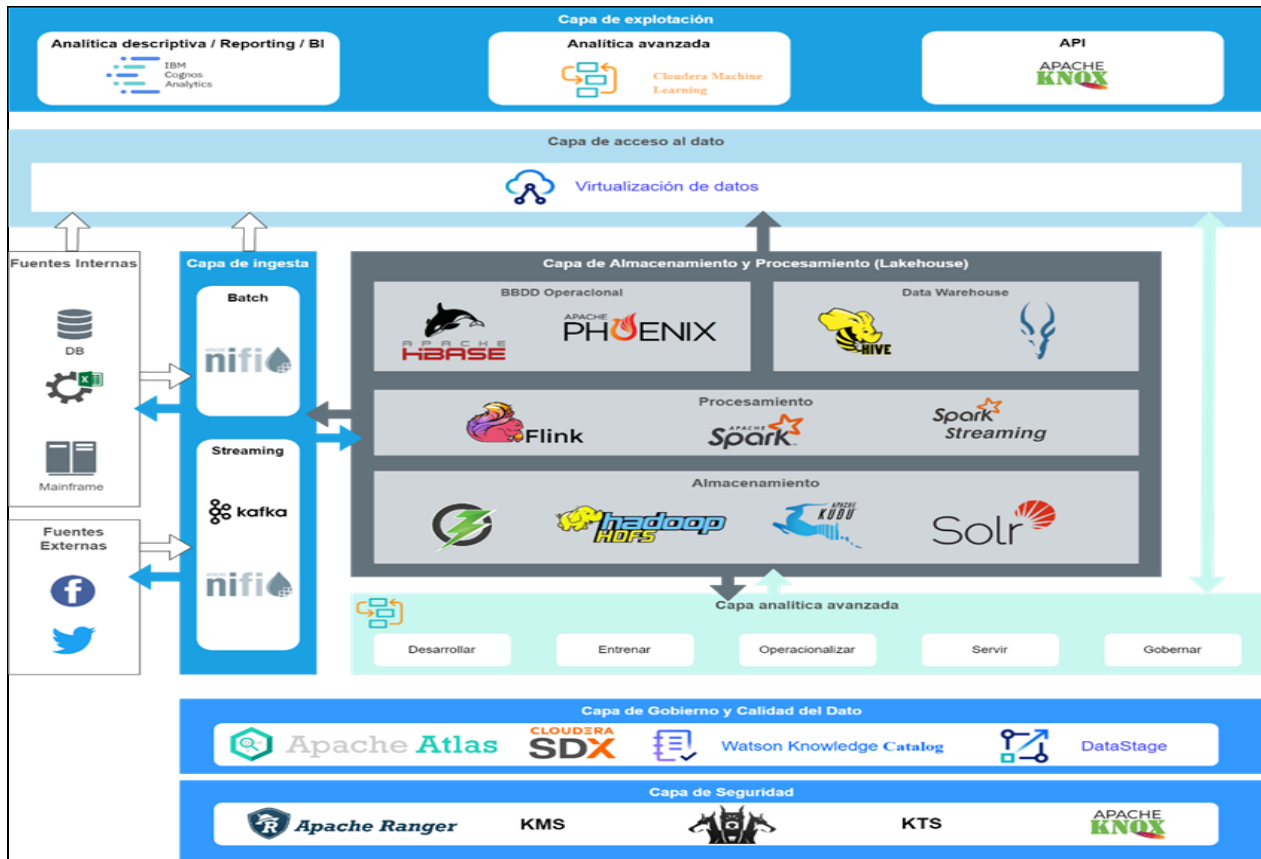 Capa de explotación
Analítica descriptiva / Reporting / BI
IBM
Cognos
Analytics
Analítica avanzada
Cloudera Machine
Learning
API
APACHE
KNOX
Capa de acceso al dato
Virtualización de datos
Fuentes Internas
DB
X
Mainframe
Fuentes
Externas
f
Capa de ingesta
Batch
nifi
Streaming
kafka
nifi
Capa de Almacenamiento y Procesamiento (Lakehouse)
BBDD Operacional
APACHE
HBASE
APACHE
PHOENIX
Data Warehouse
HIVE
Procesamiento
Flink
APACHE
Spark
Spark
Streaming
Almacenamiento
hadoop
HDFS
APACHE
KUDU
Solr
Capa analítica avanzada
Desarrollar
Entrenar
Operacionalizar
Servir
Gobernar
Capa de Gobierno y Calidad del Dato
Apache Atlas
CLOUDERA
SDX
Watson Knowledge Catalog
DataStage
Capa de Seguridad
R
Apache Ranger
KMS
KTS
APACHE
KNOX